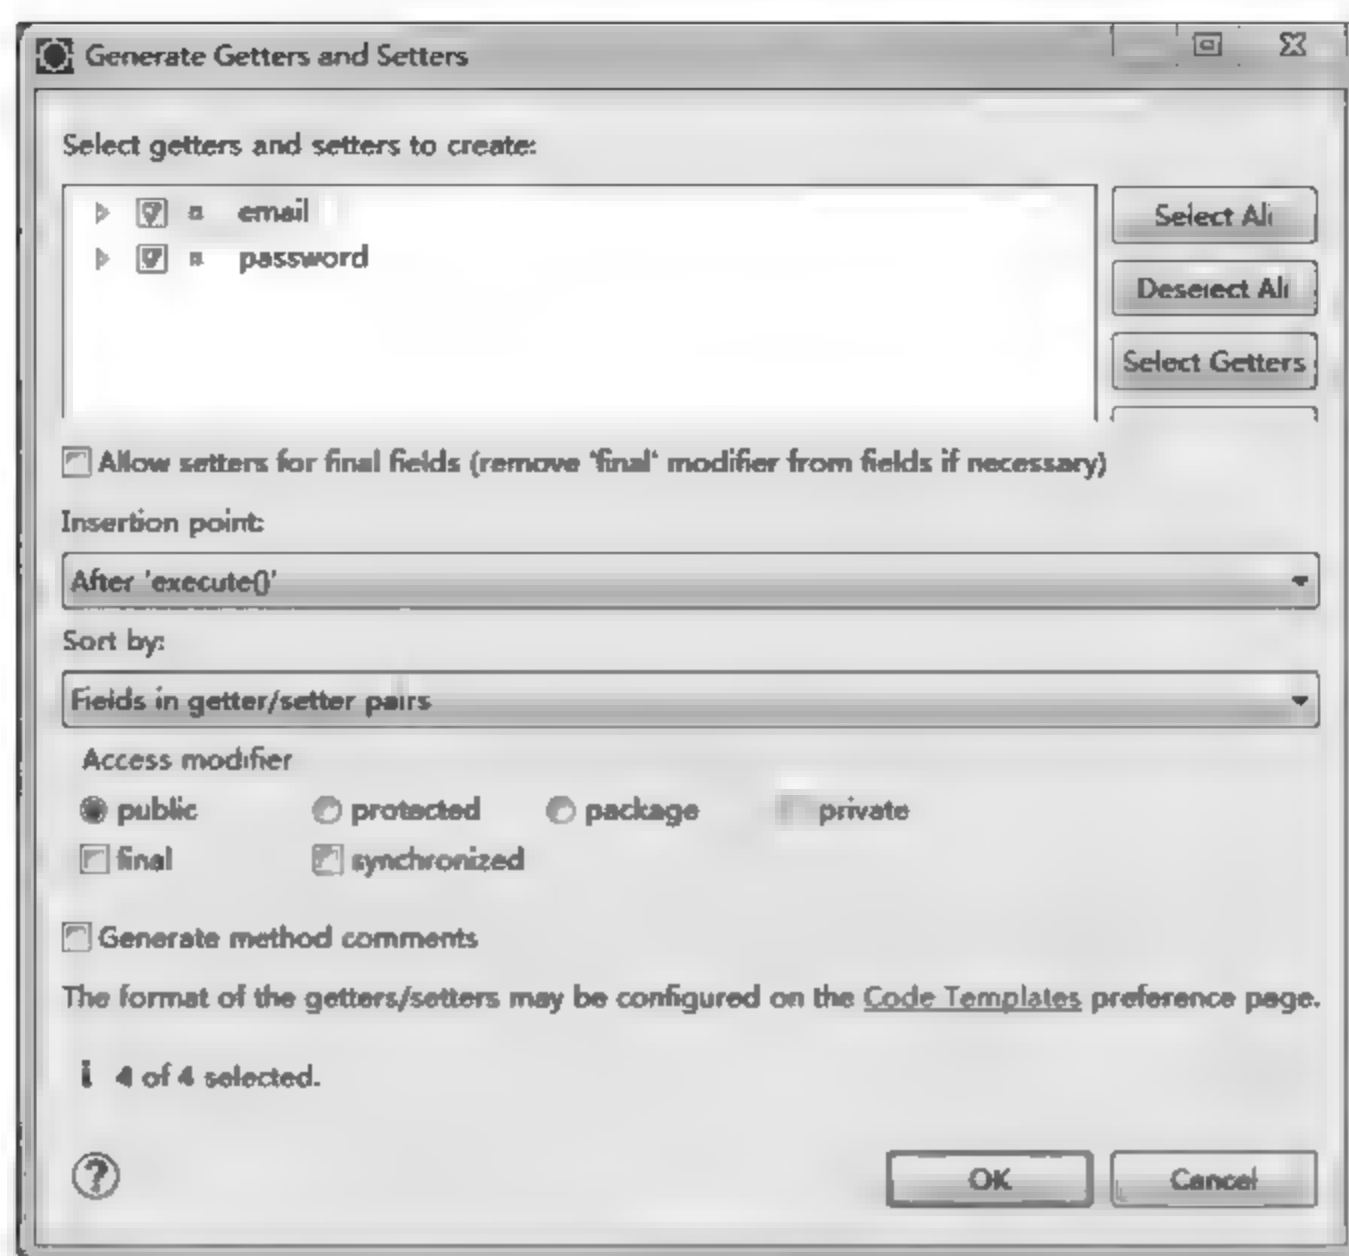 Generate Getters and Setters
Select getters and setters to create:
email
password
Select All
Deselect All
Select Getters
Allow setters for final fields (remove 'final' modifier from fields if necessary)
Insertion point:
After 'execute()'
Sort by:
Fields in getter/setter pairs
Access modifier
public protected package private
final synchronized
Generate method comments
The format of the getters/setters may be configured on the Code Templates preference page.
i 4 of 4 selected.
?
OK Cancel